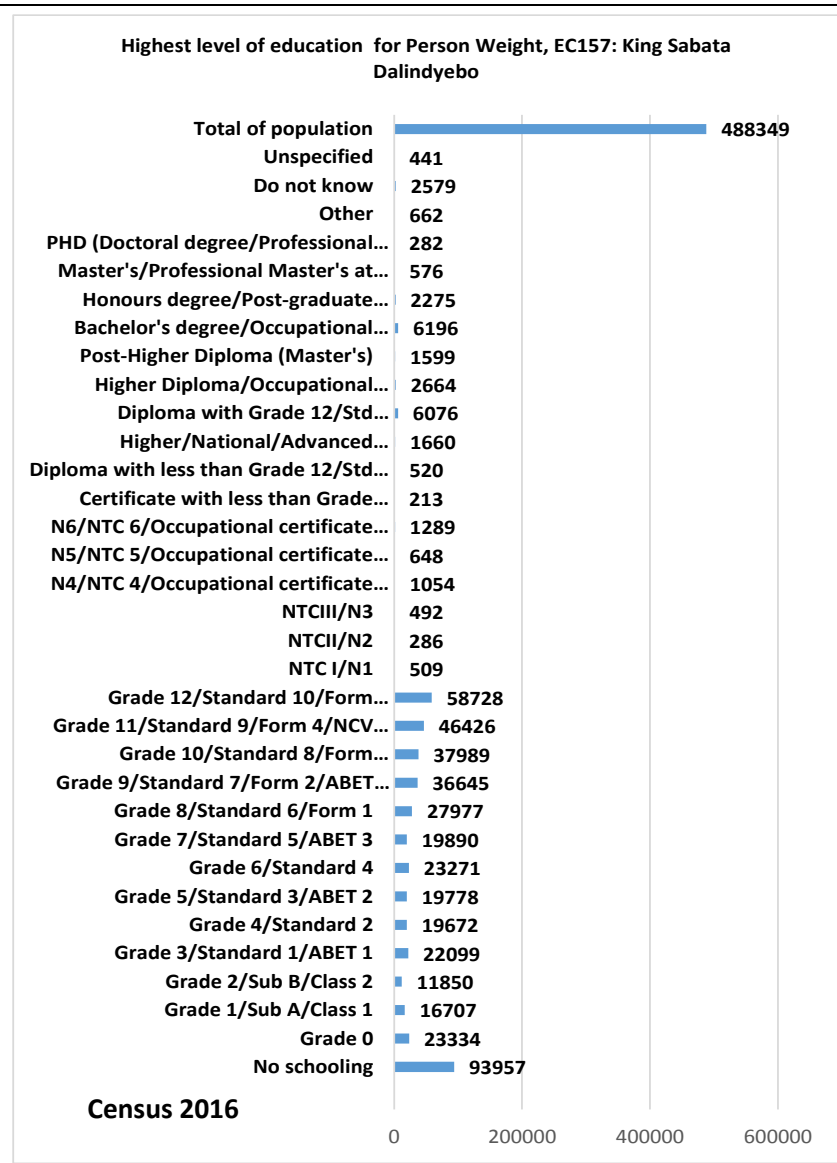 Highest level of education for Person Weight, EC157: King Sabata
Dalindyebo
Total of population 488349
Unspecified 441
Do not know 2579
Other 662
PHD (Doctoral degree/Professional... 282
Master's/Professional Master's at... 576
Honours degree/Post-graduate... 2275
Bachelor's degree/Occupational... 6196
Post-Higher Diploma (Master's) 1599
Higher Diploma/Occupational... 2664
Diploma with Grade 12/Std... 6076
Higher/National/Advanced... 1660
Diploma with less than Grade 12/Std... 520
Certificate with less than Grade... 213
N6/NTC 6/Occupational certificate... 1289
N5/NTC 5/Occupational certificate... 648
N4/NTC 4/Occupational certificate... 1054
NTCIII/N3 492
NTCII/N2 286
NTC I/N1 509
Grade 12/Standard 10/Form... 58728
Grade 11/Standard 9/Form 4/NCV... 46426
Grade 10/Standard 8/Form... 37989
Grade 9/Standard 7/Form 2/ABET... 36645
Grade 8/Standard 6/Form 1 27977
Grade 7/Standard 5/ABET 3 19890
Grade 6/Standard 4 23271
Grade 5/Standard 3/ABET 2 19778
Grade 4/Standard 2 19672
Grade 3/Standard 1/ABET 1 22099
Grade 2/Sub B/Class 2 11850
Grade 1/Sub A/Class 1 16707
Grade 0 23334
No schooling 93957
Census 2016
0 200000 400000 600000